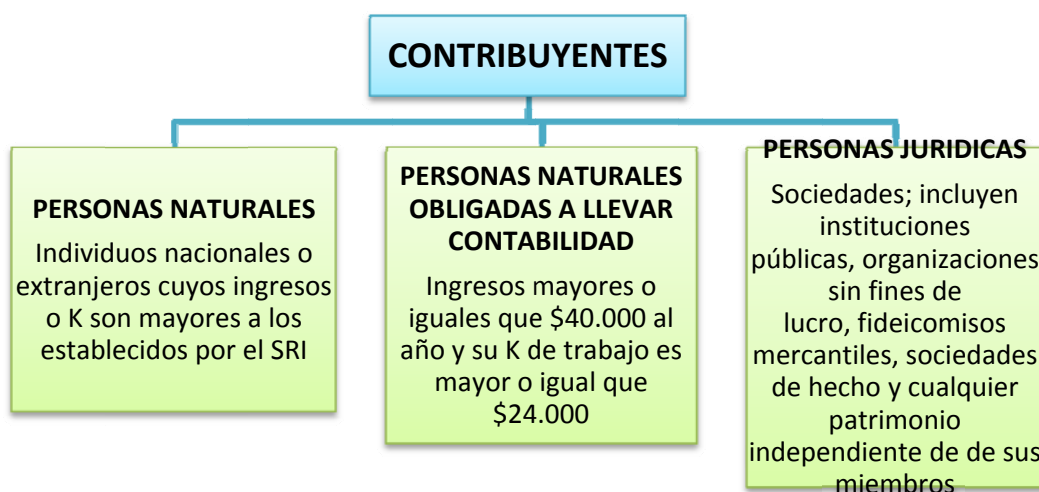 CONTRIBUYENTES
PERSONAS NATURALES
Individuos nacionales o
extranjeros cuyos ingresos
o K son mayores a los
establecidos por el SRI
PERSONAS NATURALES
OBLIGADAS A LLEVAR
CONTABILIDAD
Ingresos mayores o
iguales que $40.000 al
año y su K de trabajo es
mayor o igual que
$24.000
PERSONAS JURIDICAS
Sociedades; incluyen
instituciones
públicas, organizaciones
sin fines de
lucro, fideicomisos
mercantiles, sociedades
de hecho y cualquier
patrimonio
independiente de de sus
miembros